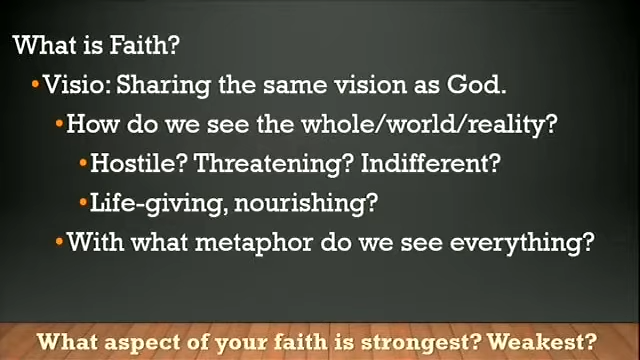 What is Faith?
•Visio: Sharing the same vision as God.
•How do we see the whole/world/reality?
•Hostile? Threatening? Indifferent?
•Life-giving, nourishing?
•With what metaphor do we see everything?
What aspect of your faith is strongest? Weakest?